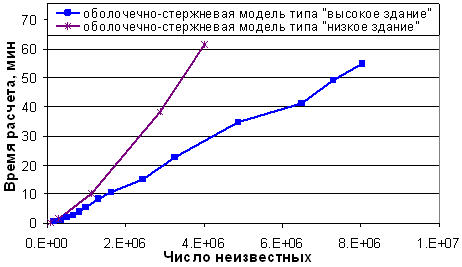 оболочечно-стержневая модель типа "высокое здание"
оболочечно-стержневая модель типа "низкое здание"
Время расчета, мин
70
60
50
40
30
20
10
0
0.E+00 2.E+06 4.E+06 6.E+06 8.E+06 1.E+07
Число неизвестных